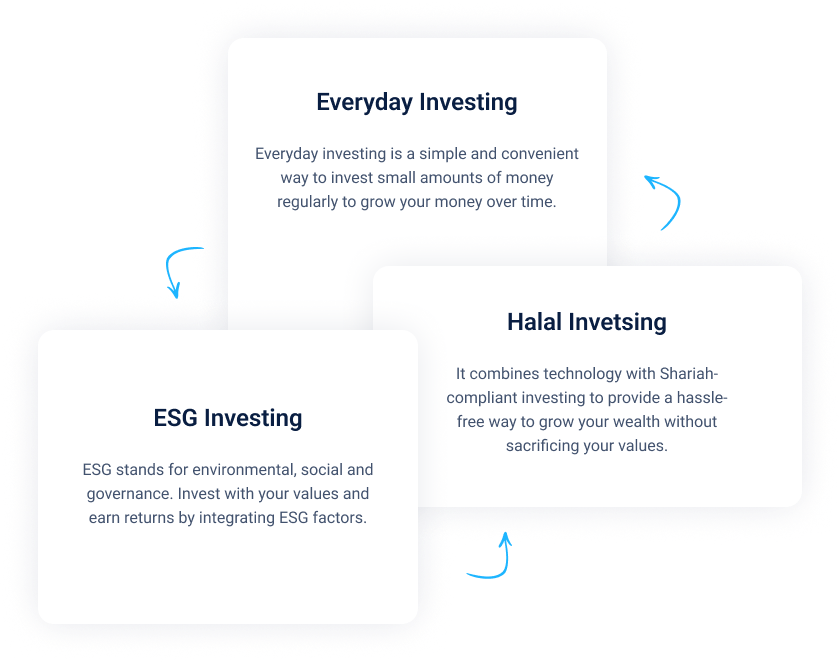 Everyday Investing
Everyday investing is a simple and convenient
way to invest small amounts of money
regularly to grow your money over time.
Halal Invetsing
It combines technology with Shariah-
compliant investing to provide a hassle-
free way to grow your wealth without
sacrificing your values.
ESG Investing
ESG stands for environmental, social and
governance. Invest with your values and
earn returns by integrating ESG factors.